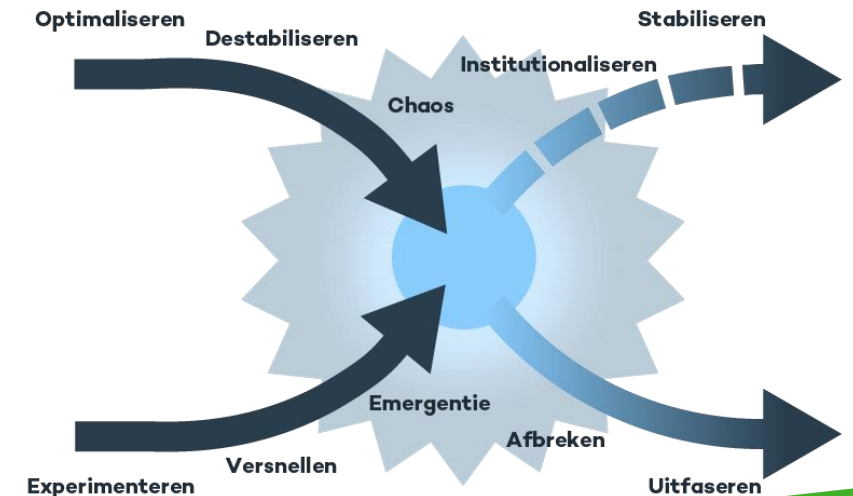 Optimaliseren
Destabiliseren
Chaos
Stabiliseren
Institutionaliseren
Emergentie
Versnellen
Experimenteren
Afbreken
Uitfaseren